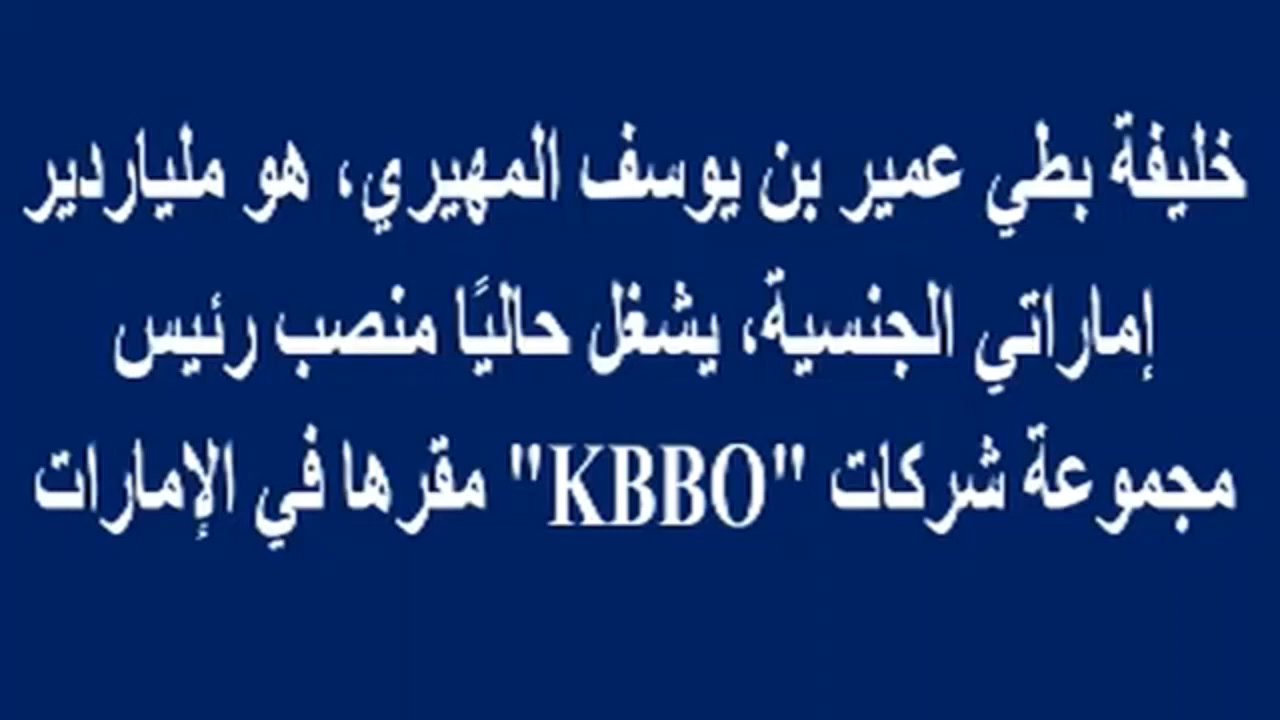 خليفة بطي عمير بن يوسف المهيري، هو ملياردير
إماراتي الجنسية، يشغل حاليًا منصب رئيس
مجموعة شركات "KBBO" مقرها في الإمارات